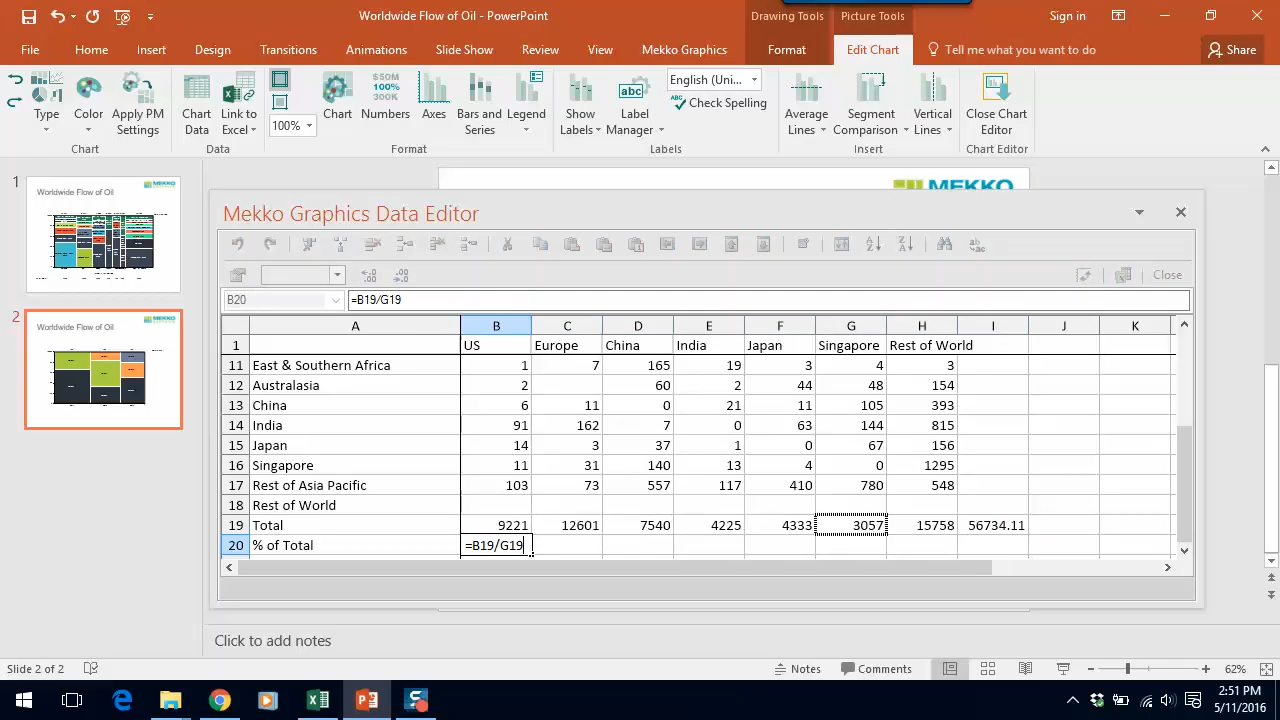 Worldwide Flow of Oil - PowerPoint
Drawing Tools
Picture Tools
Sign in
File
Home
Insert
Design
Transitions
Animations
Slide Show
Review
View
Mekko Graphics
Format
Edit Chart
Tell me what you want to do
Share
Type
Color
Apply PM
Settings
Chart
Data
Link to
Excel
100%
Chart
Numbers
$50M
100%
300K
Axes
Bars and
Series
Legend
Show
Labels
abc
Label
Manager
English (Uni...
ABC Check Spelling
Average
Lines
Segment
Comparison
Vertical
Lines
Close Chart
Editor
Chart
Data
Format
Labels
Insert
Chart Editor
1
Worldwide Flow of Oil
MEKKO
2
Worldwide Flow of Oil
MEKKO
MEKKO
Mekko Graphics Data Editor
Close
B20
=B19/G19
A B C D E F G H I J K
1 US Europe China India Japan Singapore Rest of World
11 East & Southern Africa 1 7 165 19 3 4 3
12 Australasia 2 60 2 44 48 154
13 China 6 11 0 21 11 105 393
14 India 91 162 7 0 63 144 815
15 Japan 14 3 37 1 0 67 156
16 Singapore 11 31 140 13 4 0 1295
17 Rest of Asia Pacific 103 73 557 117 410 780 548
18 Rest of World
19 Total 9221 12601 7540 4225 4333 3057 15758 56734.11
20 % of Total =B19/G19
Click to add notes
Slide 2 of 2
Notes
Comments
62%
2:51 PM
5/11/2016